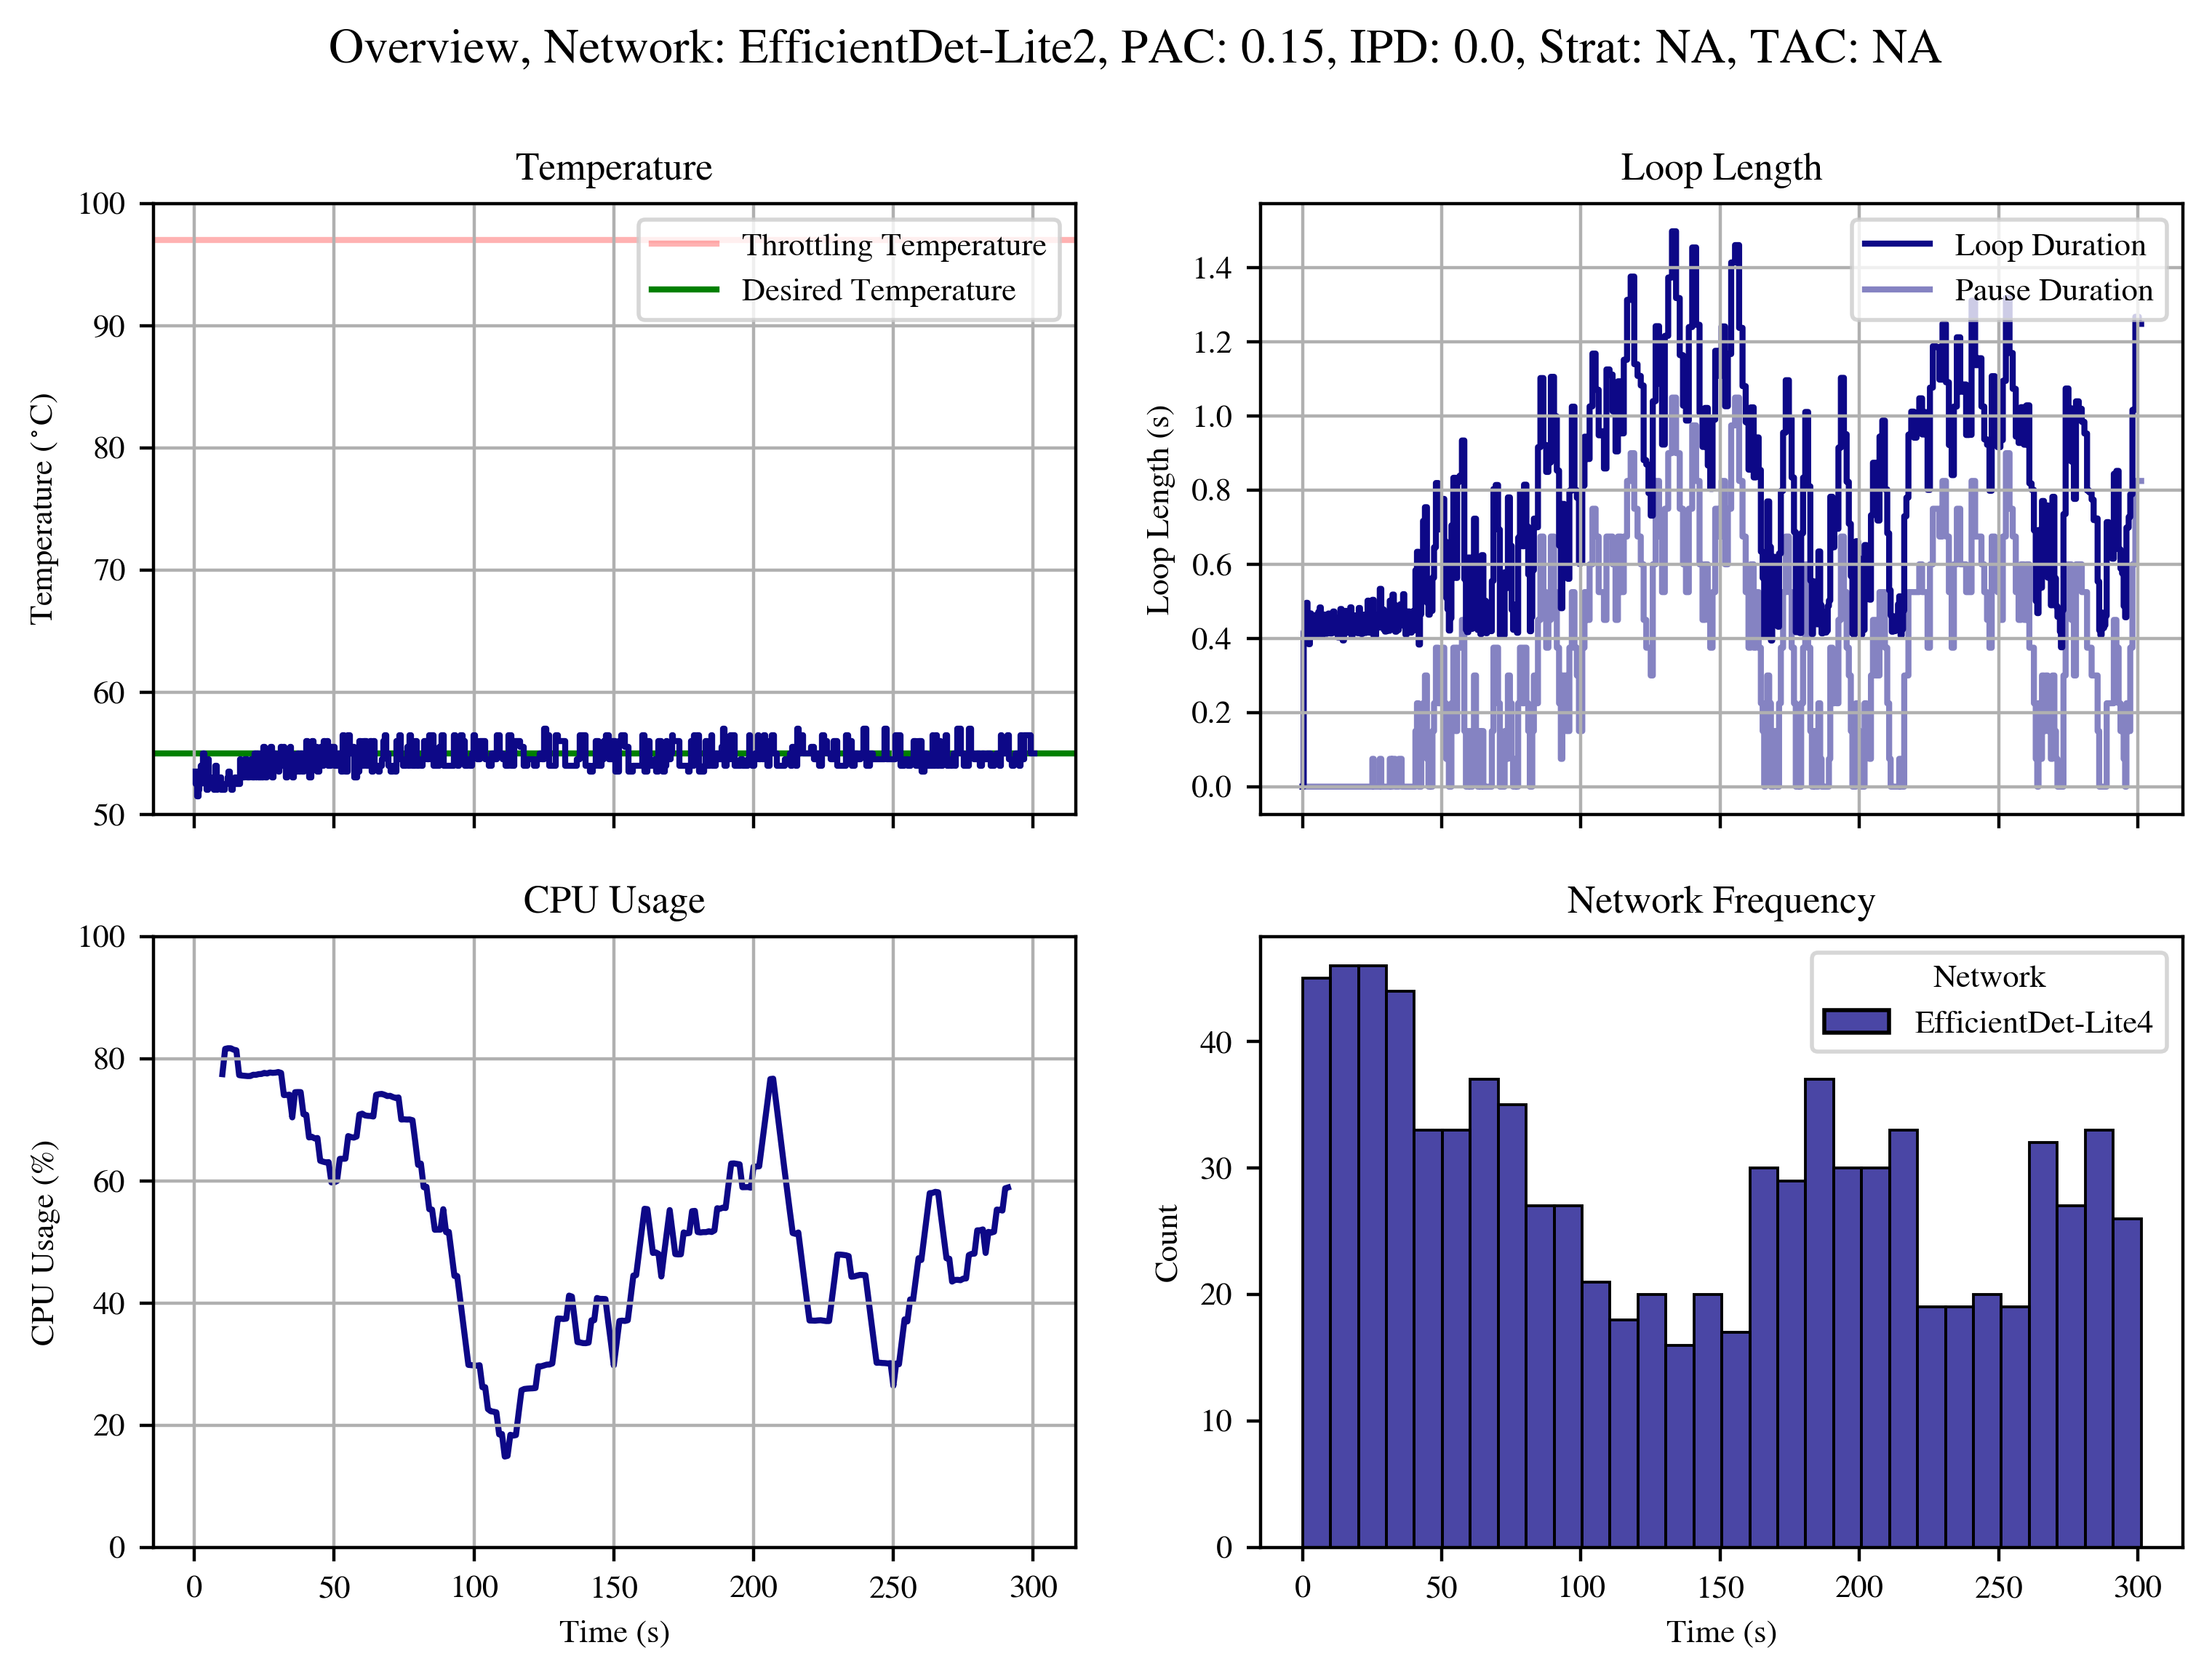 Overview, Network: EfficientDet-Lite2, PAC: 0.15, IPD: 0.0, Strat: NA, TAC: NA
Temperature
100
90
80
70
60
50
Temperature (°C)
Throttling Temperature
Desired Temperature
Loop Length
1.4
1.2
1.0
0.8
0.6
0.4
0.2
0.0
Loop Length (s)
Loop Duration
Pause Duration
CPU Usage
100
80
60
40
20
0
CPU Usage (%)
0 50 100 150 200 250 300
Time (s)
Network Frequency
40
30
20
10
0
Count
Network
EfficientDet-Lite4
0 50 100 150 200 250 300
Time (s)